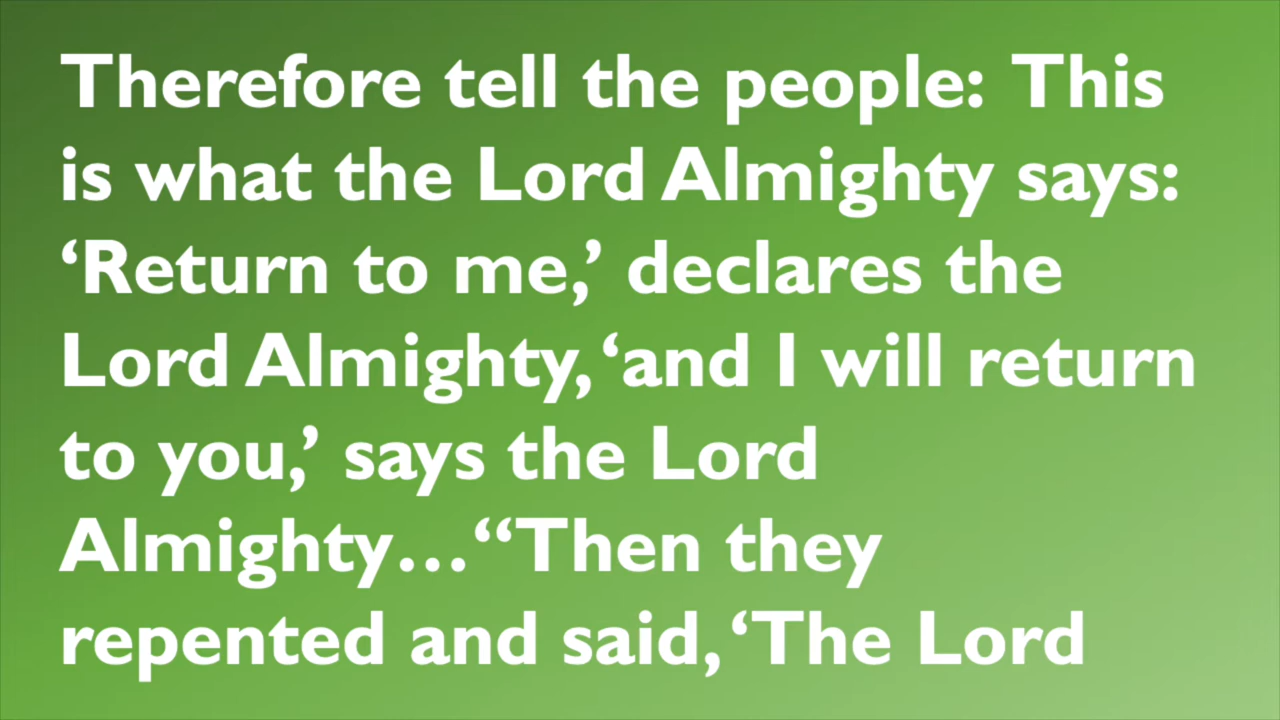 Therefore tell the people: This
is what the Lord Almighty says:
‘Return to me,’ declares the
Lord Almighty, ‘and I will return
to you,’ says the Lord
Almighty…“Then they
repented and said, ‘The Lord